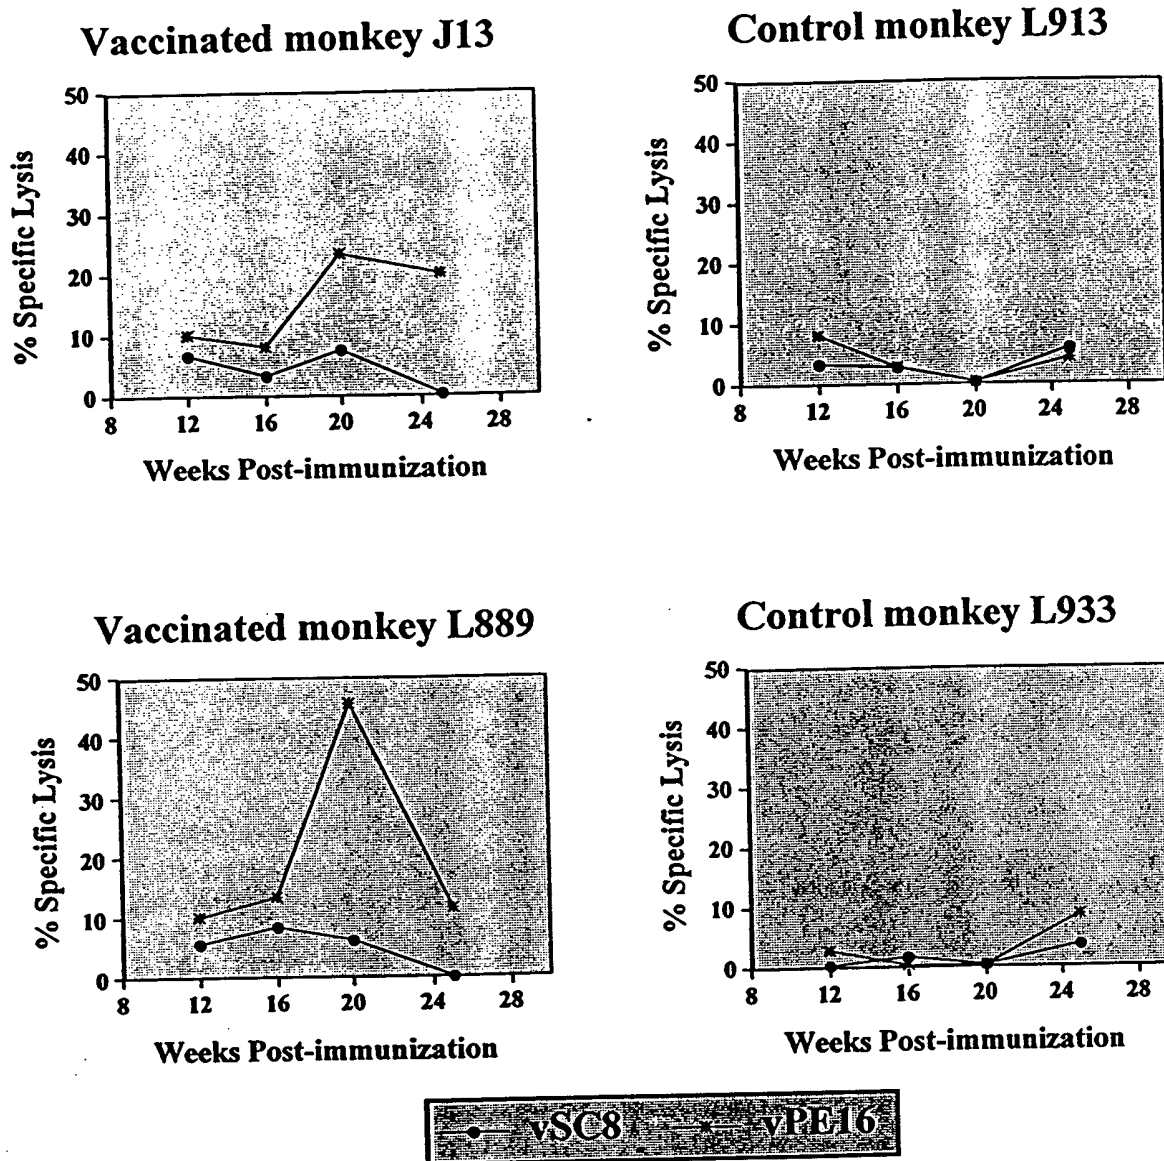 Vaccinated monkey J13
% Specific Lysis
50
40
30
20
10
0
8 12 16 20 24 28
Weeks Post-immunization
Control monkey L913
% Specific Lysis
50
40
30
20
10
0
8 12 16 20 24 28
Weeks Post-immunization
Vaccinated monkey L889
% Specific Lysis
50
40
30
20
10
0
8 12 16 20 24 28
Weeks Post-immunization
Control monkey L933
% Specific Lysis
50
40
30
20
10
0
8 12 16 20 24 28
Weeks Post-immunization
vSC8 vPE16